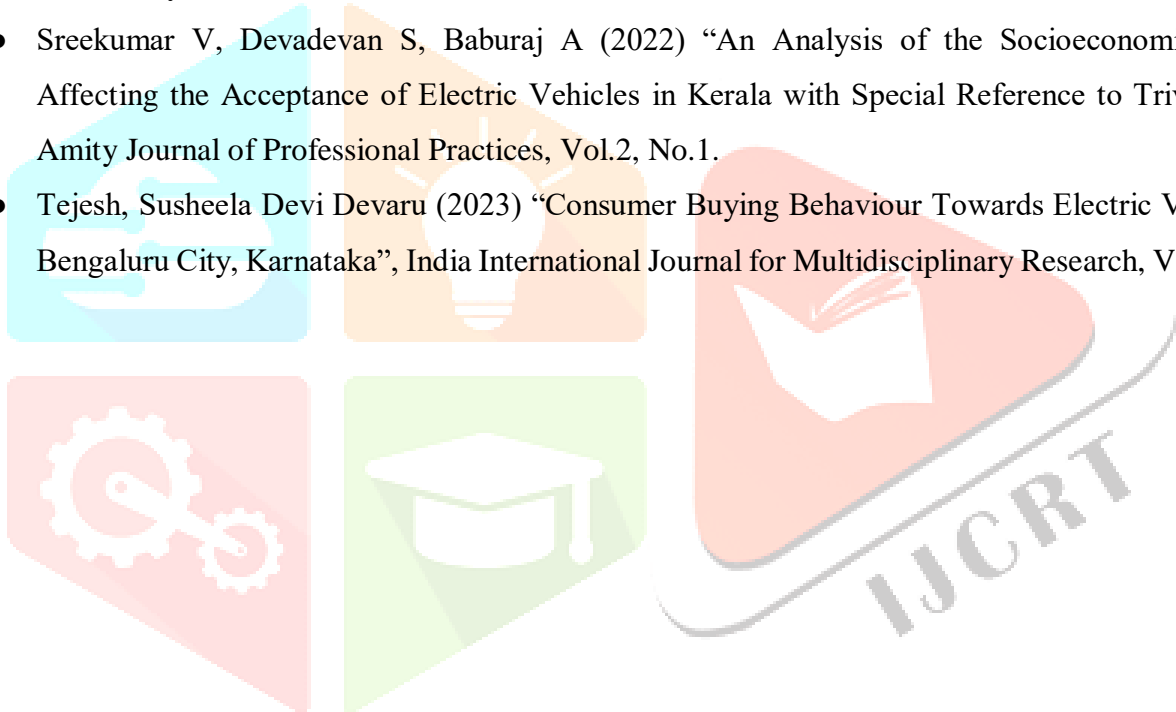 • Sreekumar V, Devadevan S, Baburaj A (2022) “An Analysis of the Socioeconomi
Affecting the Acceptance of Electric Vehicles in Kerala with Special Reference to Triv
Amity Journal of Professional Practices, Vol.2, No.1.
• Tejesh, Susheela Devi Devaru (2023) “Consumer Buying Behaviour Towards Electric V
Bengaluru City, Karnataka”, India International Journal for Multidisciplinary Research, V
IJCRT